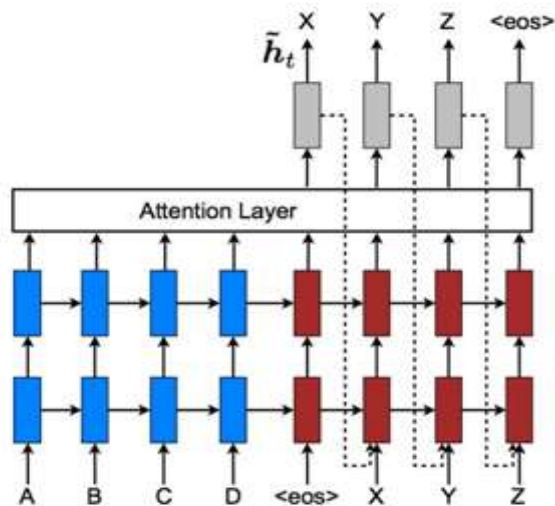 X Y Z <eos>
h̃t
Attention Layer
A B C D <eos> X Y Z